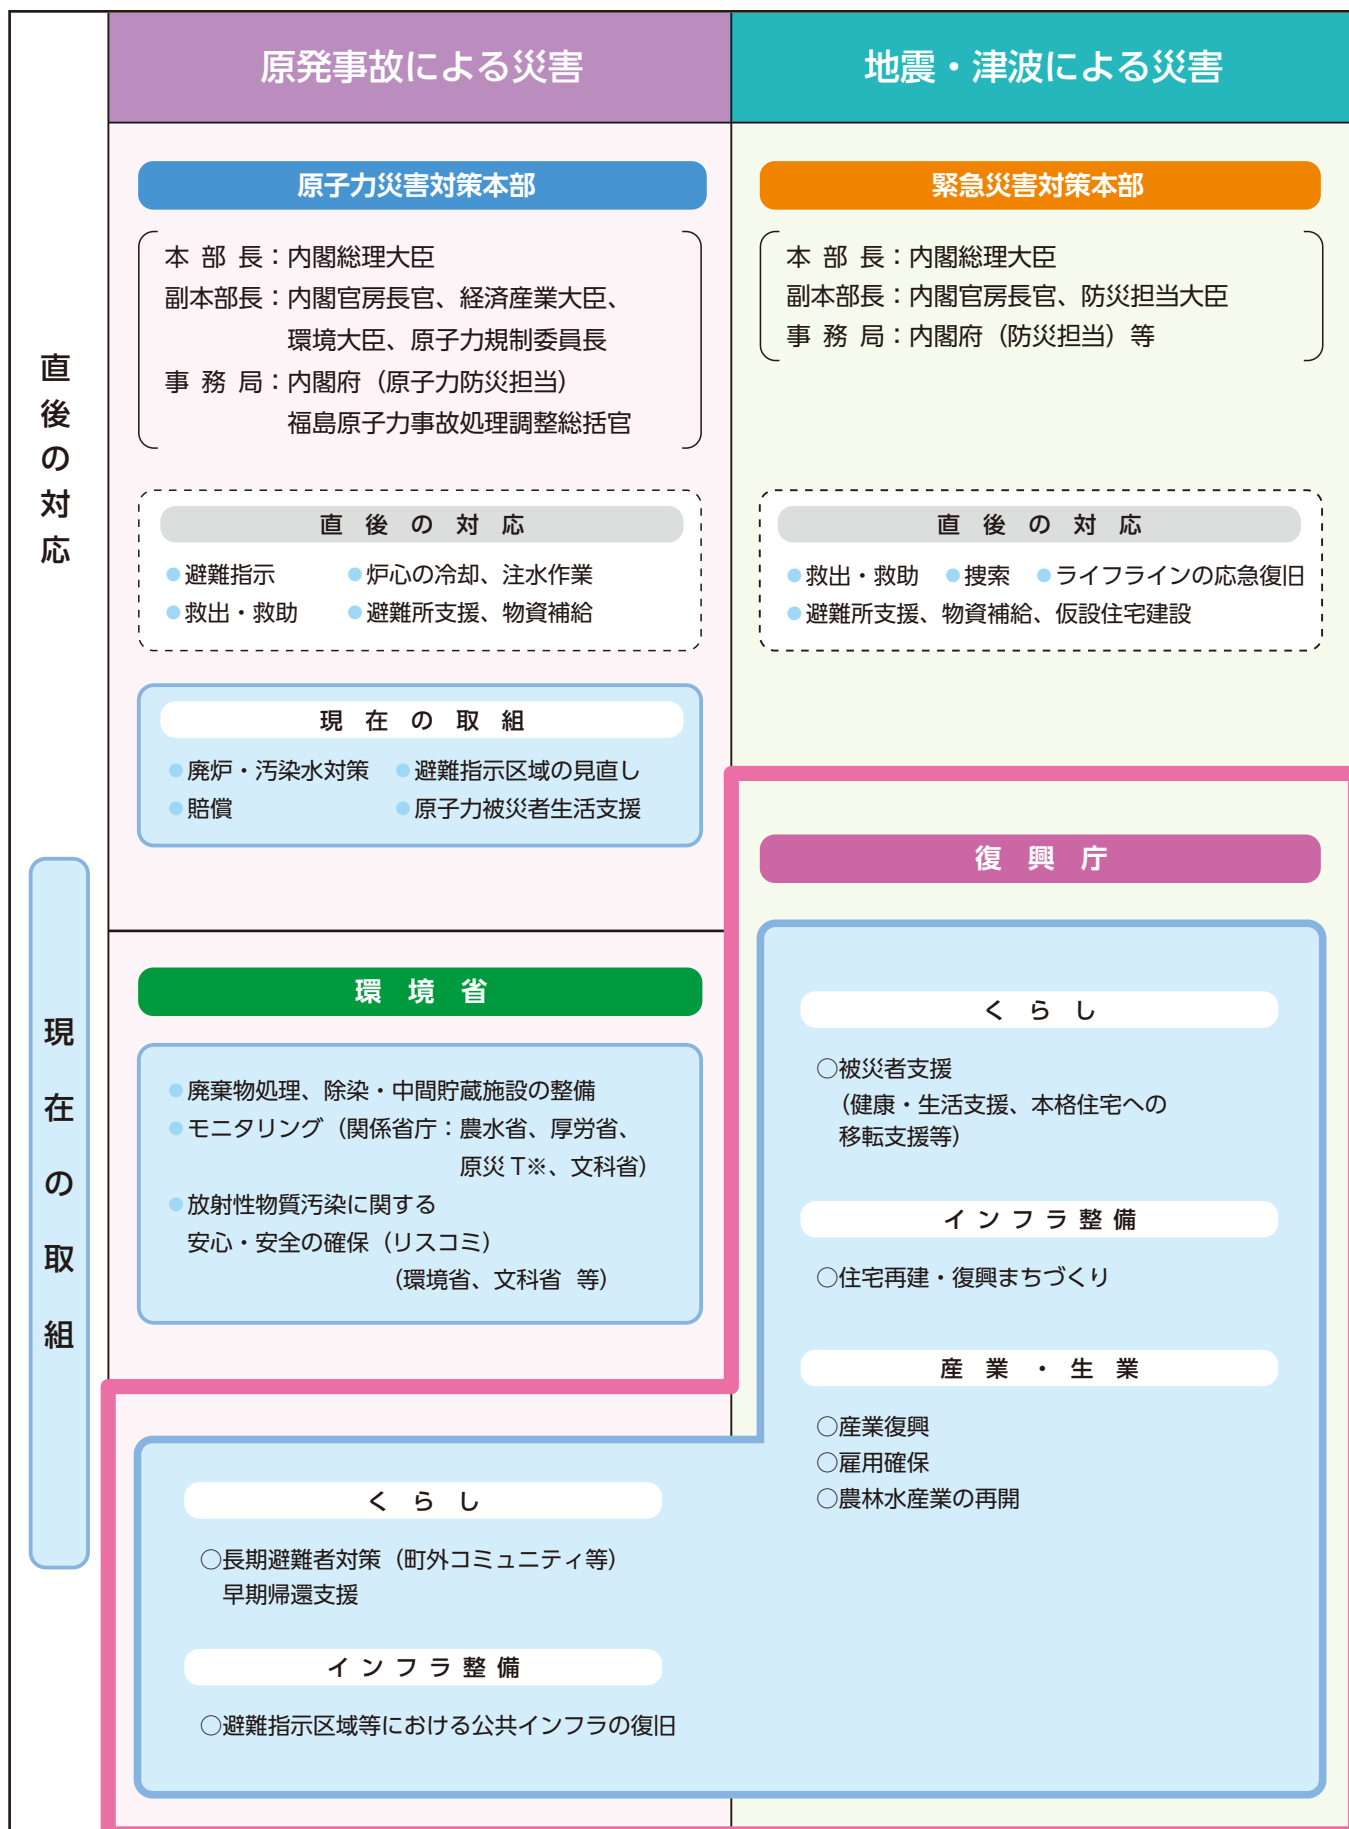 原発事故による災害
地震・津波による災害
直後の対応
原子力災害対策本部
本部長：内閣総理大臣
副本部長：内閣官房長官、経済産業大臣、
環境大臣、原子力規制委員長
事務局：内閣府（原子力防災担当）
福島原子力事故処理調整総括官
直後の対応
●避難指示 ●炉心の冷却、注水作業
●救出・救助 ●避難所支援、物資補給
現在の取組
●廃炉・汚染水対策 ●避難指示区域の見直し
●賠償 ●原子力被災者生活支援
緊急災害対策本部
本部長：内閣総理大臣
副本部長：内閣官房長官、防災担当大臣
事務局：内閣府（防災担当）等
直後の対応
●救出・救助 ●捜索 ●ライフラインの応急復旧
●避難所支援、物資補給、仮設住宅建設
現在の取組
環境省
●廃棄物処理、除染・中間貯蔵施設の整備
●モニタリング（関係省庁：農水省、厚労省、
原災T※、文科省）
●放射性物質汚染に関する
安心・安全の確保（リスコミ）
（環境省、文科省 等）
復興庁
くらし
○被災者支援
（健康・生活支援、本格住宅への
移転支援等）
インフラ整備
○住宅再建・復興まちづくり
産業・生業
○産業復興
○雇用確保
○農林水産業の再開
くらし
○長期避難者対策（町外コミュニティ等）
早期帰還支援
インフラ整備
○避難指示区域等における公共インフラの復旧